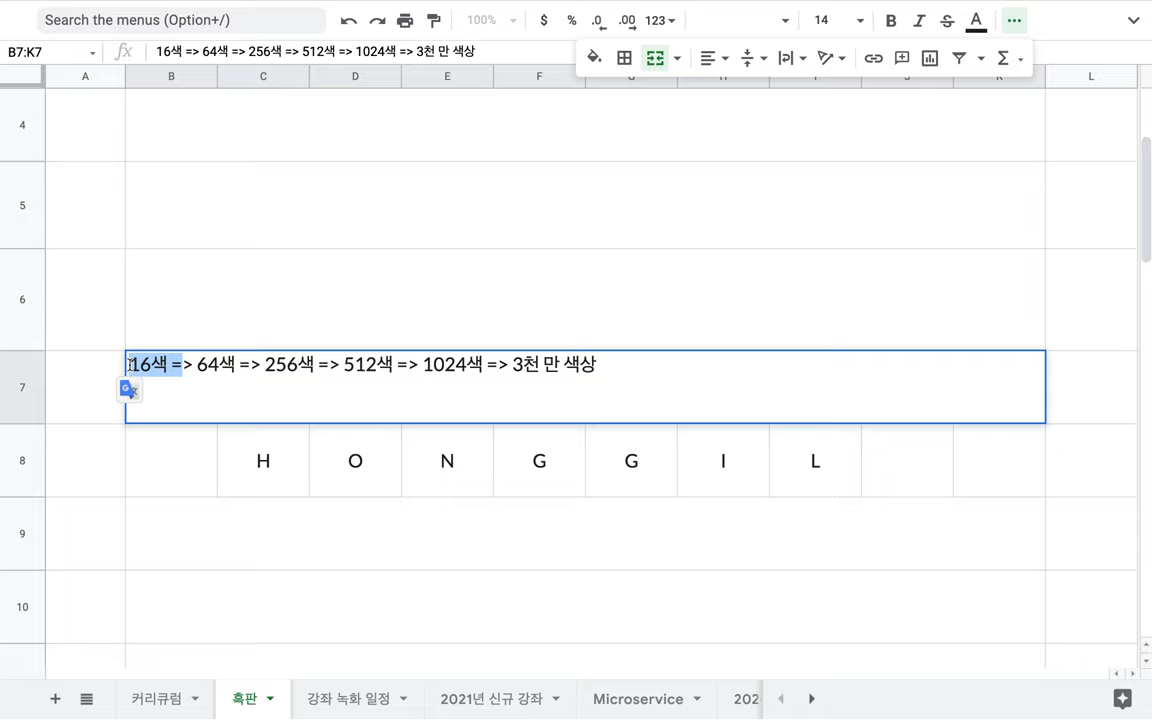 Search the menus (Option+/)
100%
$ % .0 .00 123
14
B I S A
B7:K7
fx 16색 => 64색 => 256색 => 512색 => 1024색 => 3천 만 색상
A B C D E F L
4
5
6
7 16색 => 64색 => 256색 => 512색 => 1024색 => 3천 만 색상
8 H O N G G I L
9
10
커리큐럼 흑판 강좌 녹화 일정 2021년 신규 강좌 Microservice 202